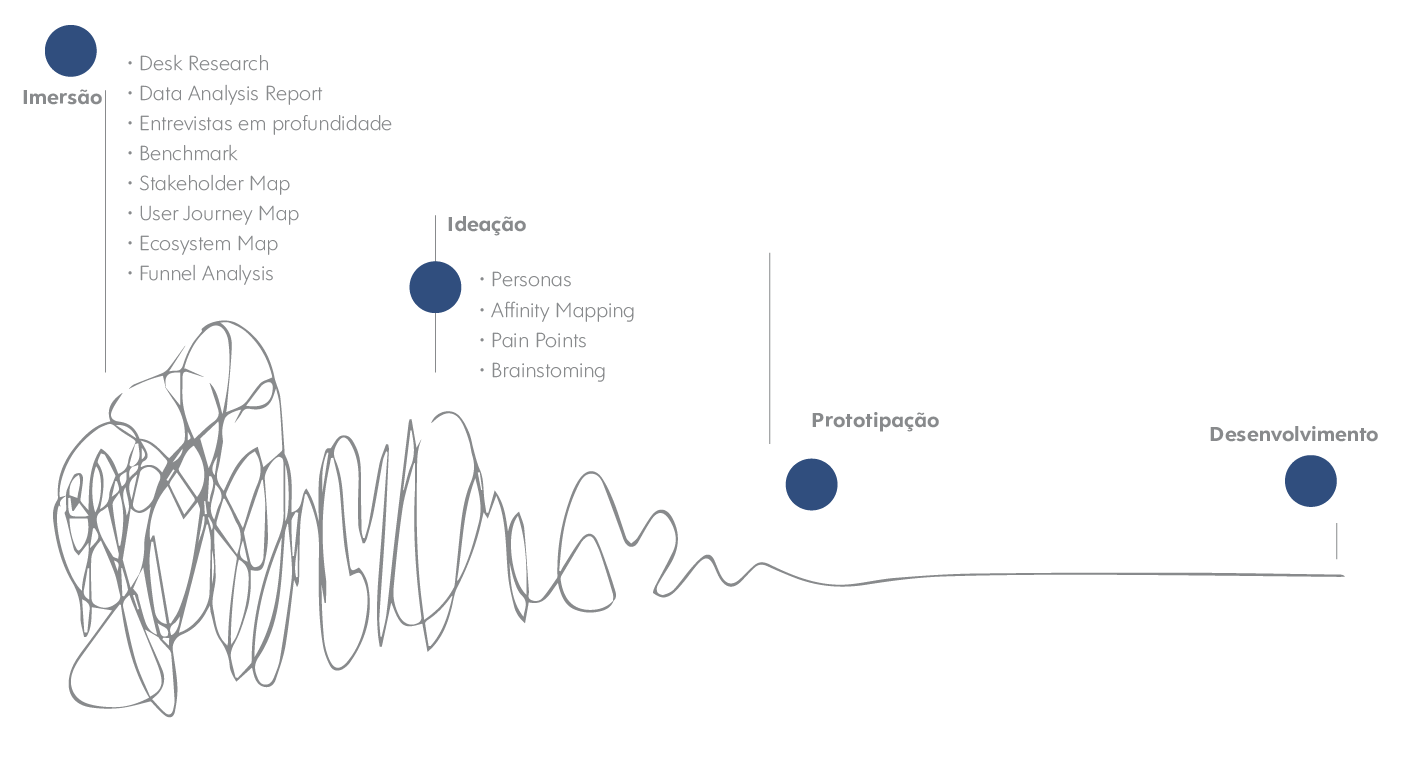 Imersão
· Desk Research
· Data Analysis Report
· Entrevistas em profundidade
· Benchmark
· Stakeholder Map
· User Journey Map
· Ecosystem Map
· Funnel Analysis
Ideação
· Personas
· Affinity Mapping
· Pain Points
· Brainstoming
Prototipação
Desenvolvimento